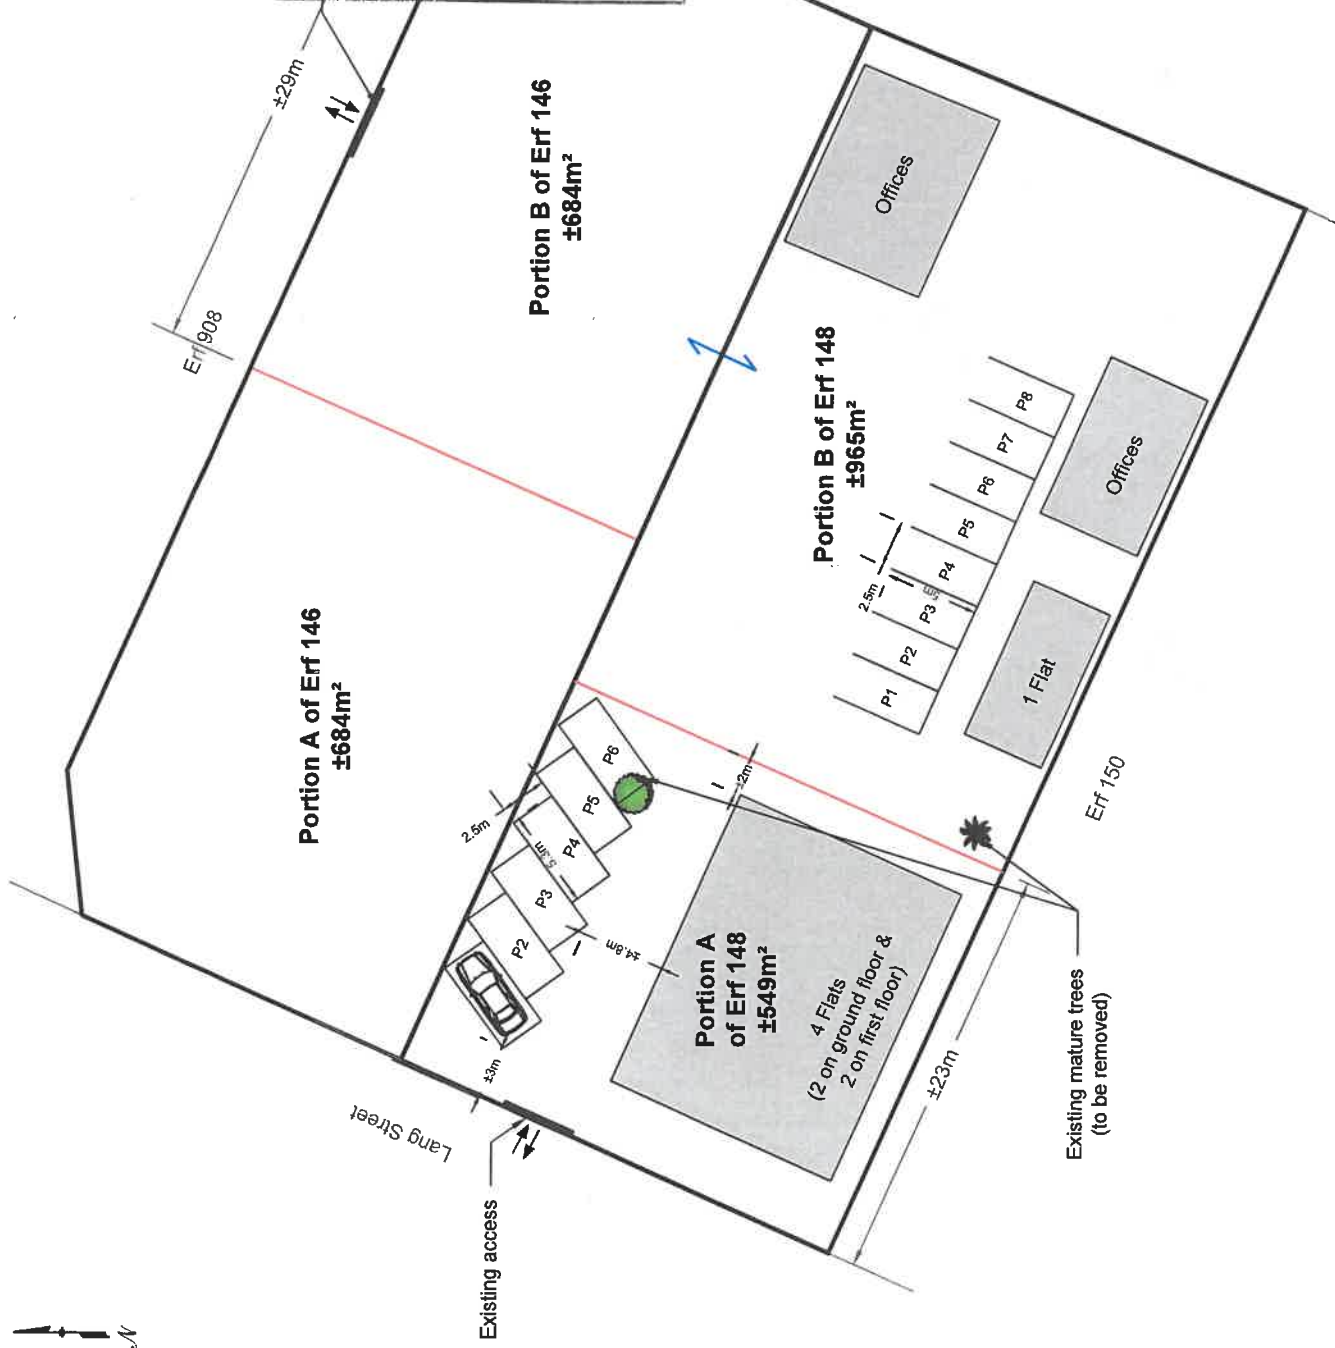 ±29m
Erf 908
Portion B of Erf 146
±684m²
Portion A of Erf 146
±684m²
Offices
Portion B of Erf 148
±965m²
P1
P2
P3
P4
P5
P6
P7
P8
2.5m
5m
Offices
1 Flat
Erf 150
2.5m
5.3m
P2
P3
P4
P5
P6
±2m
±4.8m
±3m
Portion A
of Erf 148
±549m²
4 Flats
(2 on ground floor &
2 on first floor)
Lang Street
Existing access
±23m
Existing mature trees
(to be removed)
N